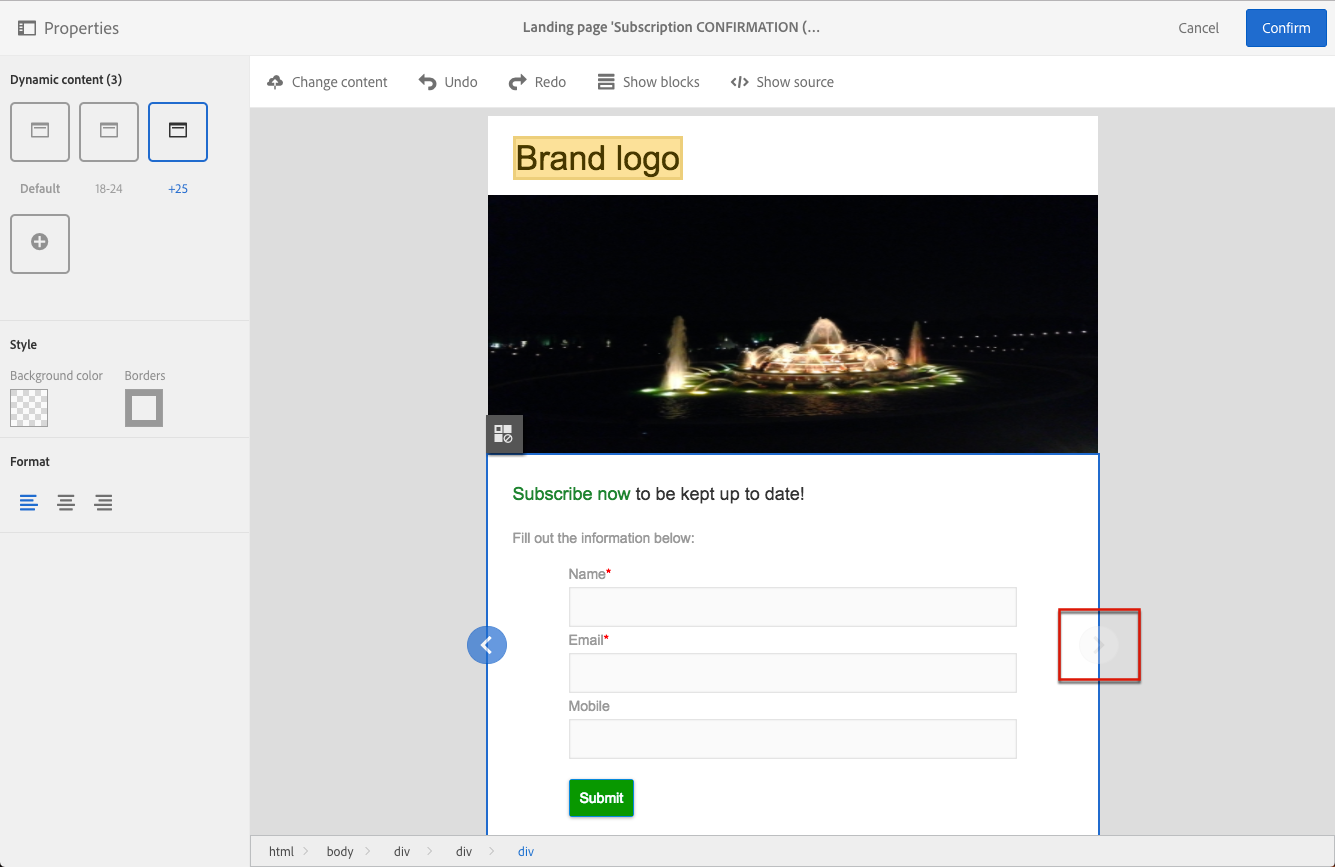 Properties
Landing page 'Subscription CONFIRMATION (...
Cancel
Confirm
Dynamic content (3)
Default
18-24
+25
Style
Background color
Borders
Format
Change content
Undo
Redo
Show blocks
Show source
Brand logo
Subscribe now to be kept up to date!
Fill out the information below:
Name*
Email*
Mobile
Submit
html
body
div
div
div